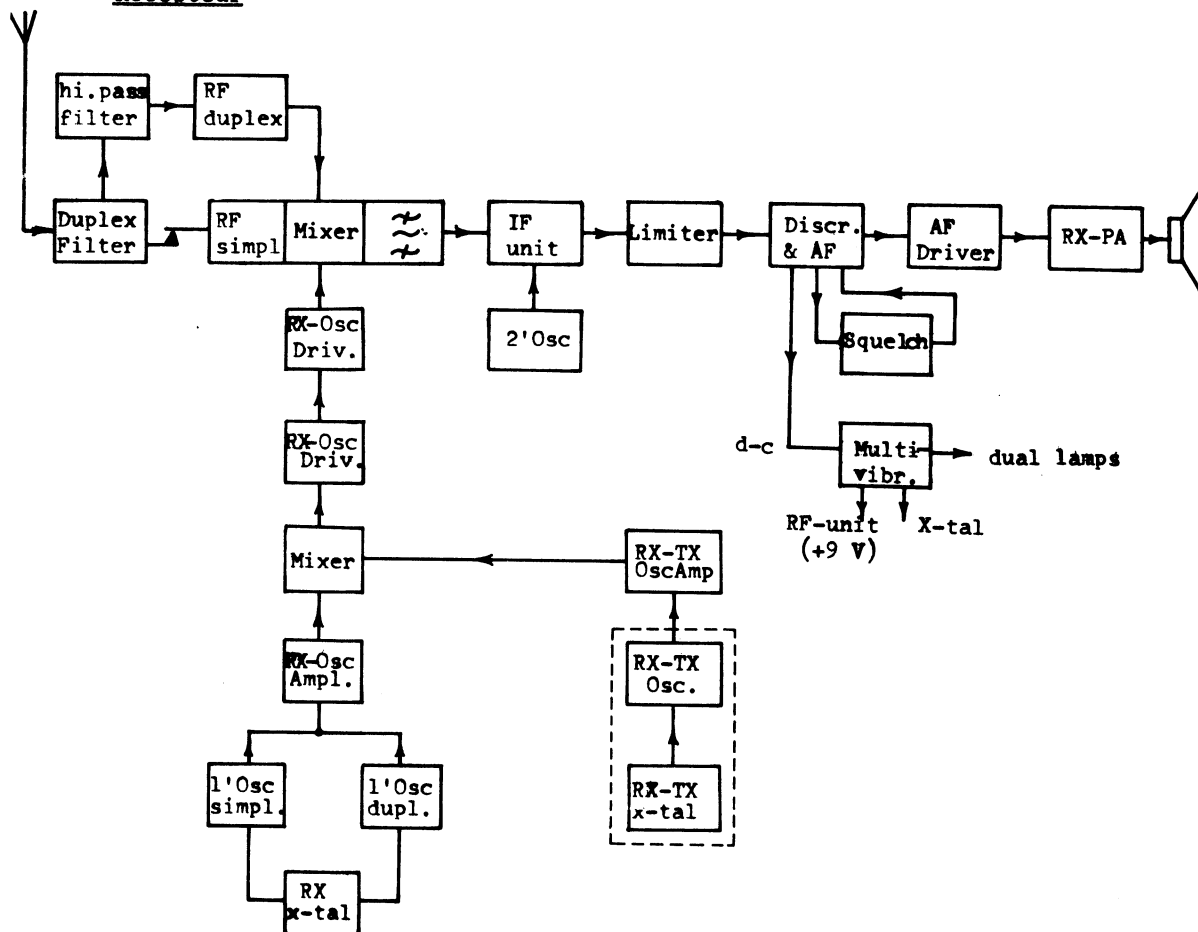 hi.pass
filter
RF
duplex
Duplex
Filter
RF
simpl
Mixer
IF
unit
Limiter
Discr.
& AF
AF
Driver
RX-PA
RX-Osc
Driv.
2'Osc
Squelch
RX-Osc
Driv.
d-c
Multi-
vibr.
dual lamps
RF-unit
(+9 V)
X-tal
Mixer
RX-TX
OscAmp
RX-Osc
Ampl.
RX-TX
Osc.
1'Osc
simpl.
1'Osc
dupl.
RX-TX
x-tal
RX
x-tal